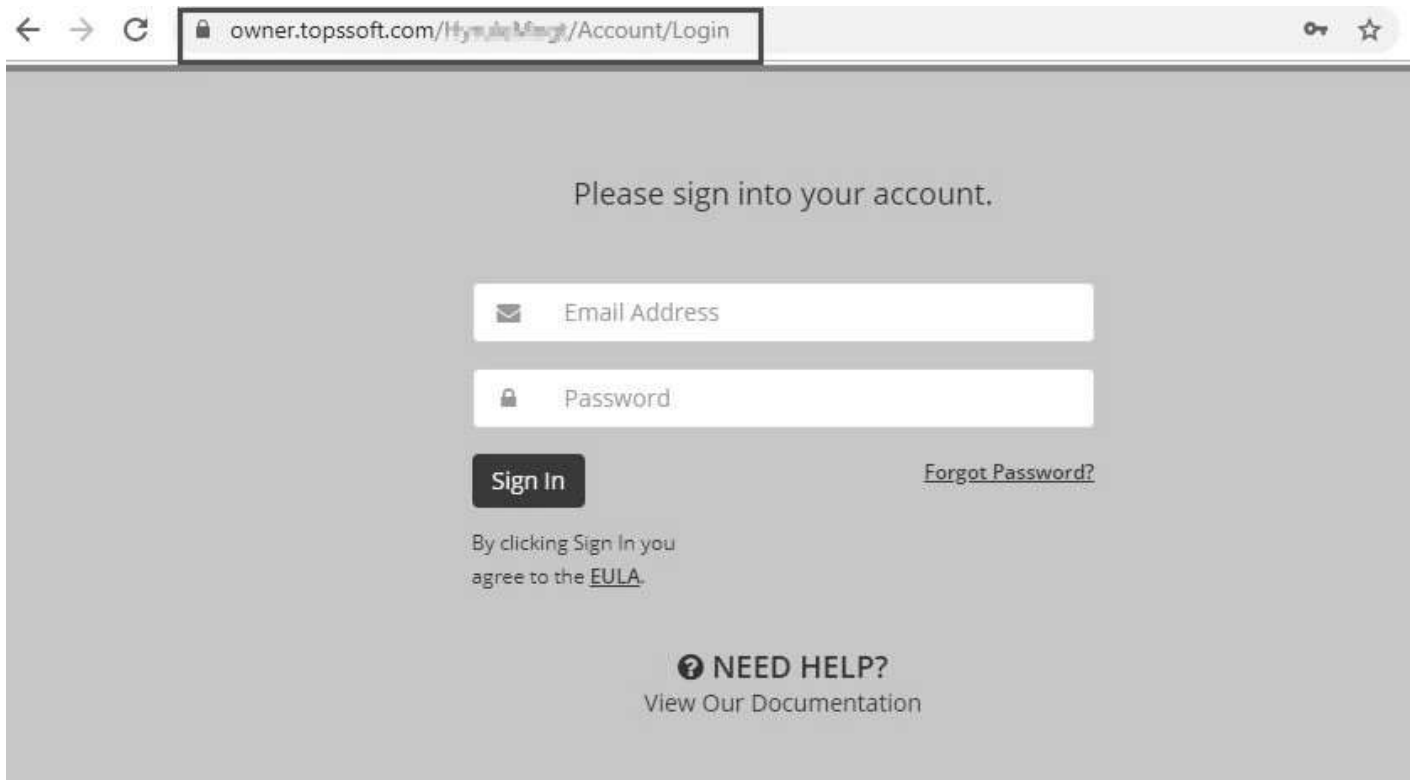 owner.topssoft.com/ /Account/Login
Please sign into your account.
Email Address
Password
Sign In
Forgot Password?
By clicking Sign In you
agree to the EULA.
NEED HELP?
View Our Documentation